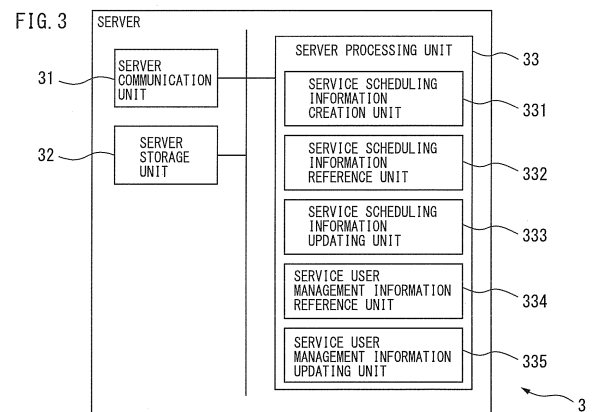 FIG.3
SERVER
31
SERVER
COMMUNICATION
UNIT
32
SERVER
STORAGE
UNIT
SERVER PROCESSING UNIT
33
SERVICE SCHEDULING
INFORMATION
CREATION UNIT
331
SERVICE SCHEDULING
INFORMATION
REFERENCE UNIT
332
SERVICE SCHEDULING
INFORMATION
UPDATING UNIT
333
SERVICE USER
MANAGEMENT INFORMATION
REFERENCE UNIT
334
SERVICE USER
MANAGEMENT INFORMATION
UPDATING UNIT
335
3